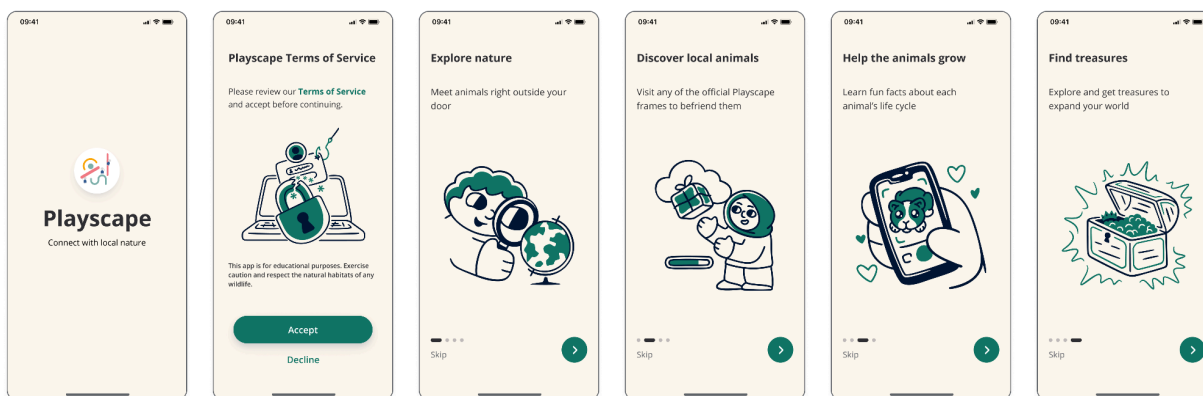 09:41
Playscape
Connect with local nature
09:41
Playscape Terms of Service
Please review our Terms of Service
and accept before continuing.
This app is for educational purposes. Exercise
caution and respect the natural habitats of any
wildlife.
Accept
Decline
09:41
Explore nature
Meet animals right outside your
door
Skip
09:41
Discover local animals
Visit any of the official Playscape
frames to befriend them
Skip
09:41
Help the animals grow
Learn fun facts about each
animal's life cycle
Skip
09:41
Find treasures
Explore and get treasures to
expand your world
Skip